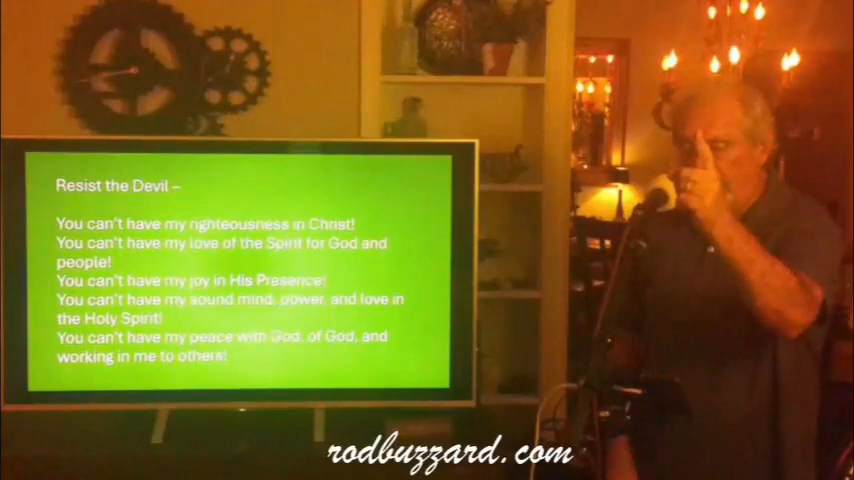 Resist the Devil –
You can't have my righteousness in Christ!
You can't have my love of the Spirit for God and
people!
You can't have my joy in His Presence!
You can't have my sound mind, power, and love in
the Holy Spirit!
You can't have my peace with God, of God, and
working in me to others!
rodbuzzard.com